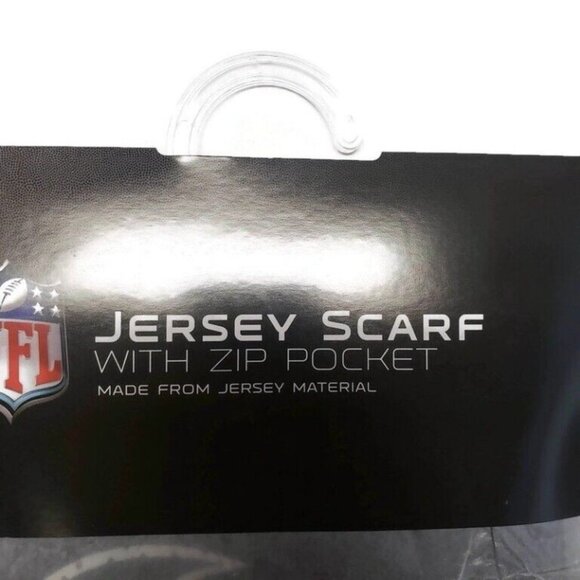 NFL
JERSEY SCARF
WITH ZIP POCKET
MADE FROM JERSEY MATERIAL